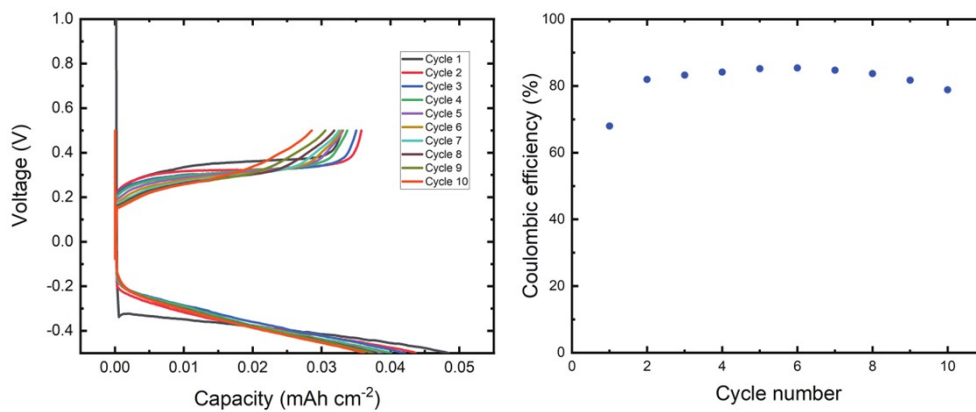 1.0
0.8
0.6
0.4
0.2
0.0
-0.2
-0.4
Voltage (V)
0.00 0.01 0.02 0.03 0.04 0.05
Capacity (mAh cm-2)
Cycle 1
Cycle 2
Cycle 3
Cycle 4
Cycle 5
Cycle 6
Cycle 7
Cycle 8
Cycle 9
Cycle 10
100
80
60
40
20
0
Coulombic efficiency (%)
0 2 4 6 8 10
Cycle number